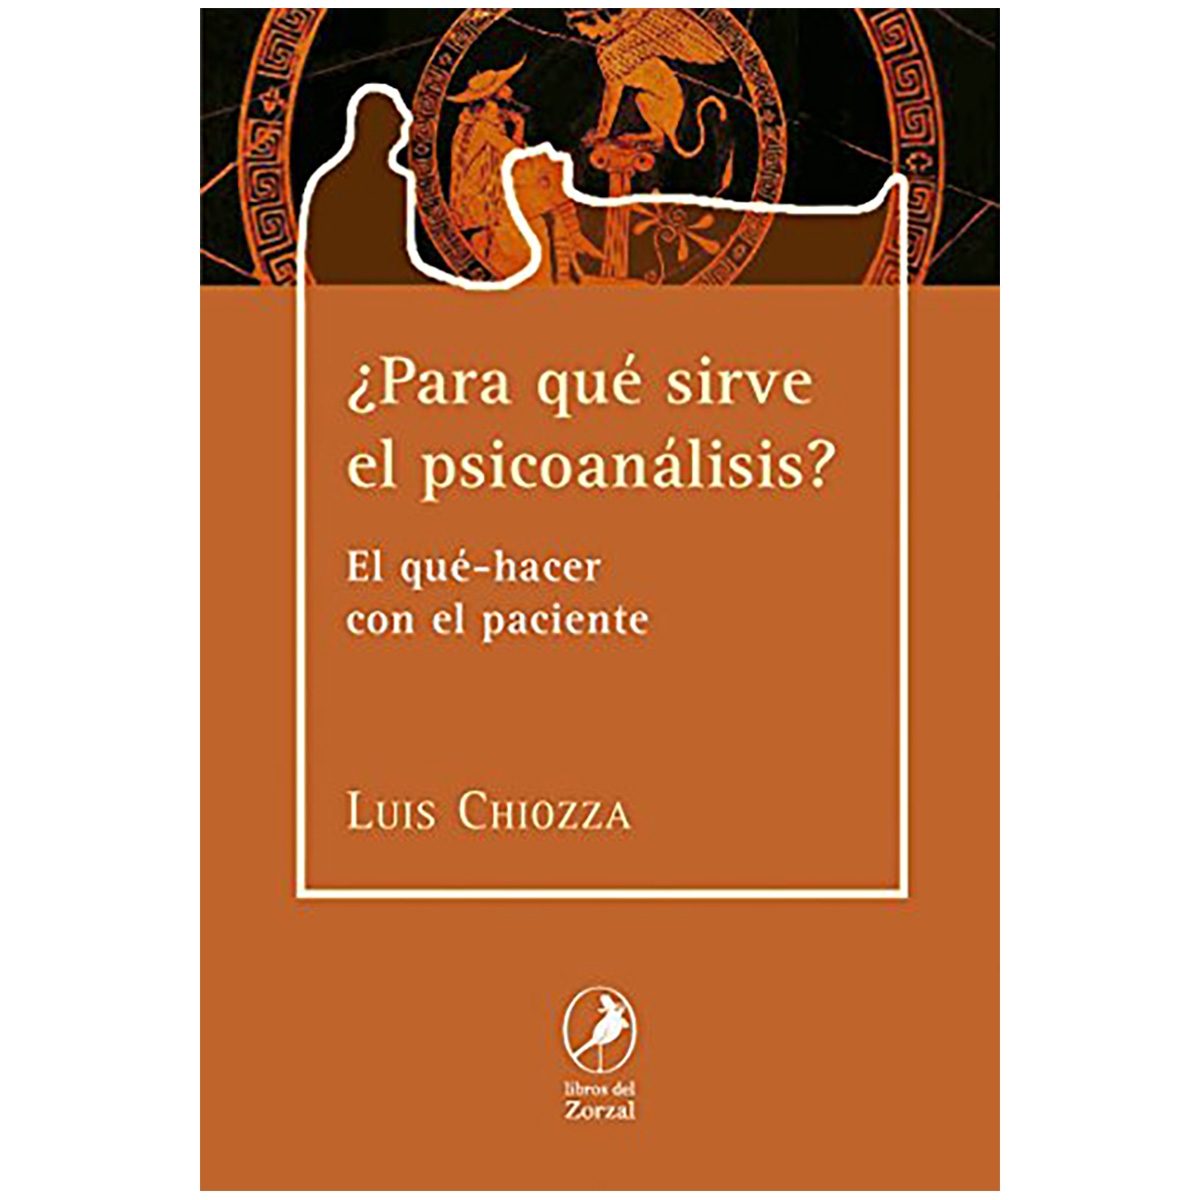 ¿Para qué sirve
el psicoanálisis?
El qué-hacer
con el paciente
LUIS CHIOZZA
libros del
Zorzal